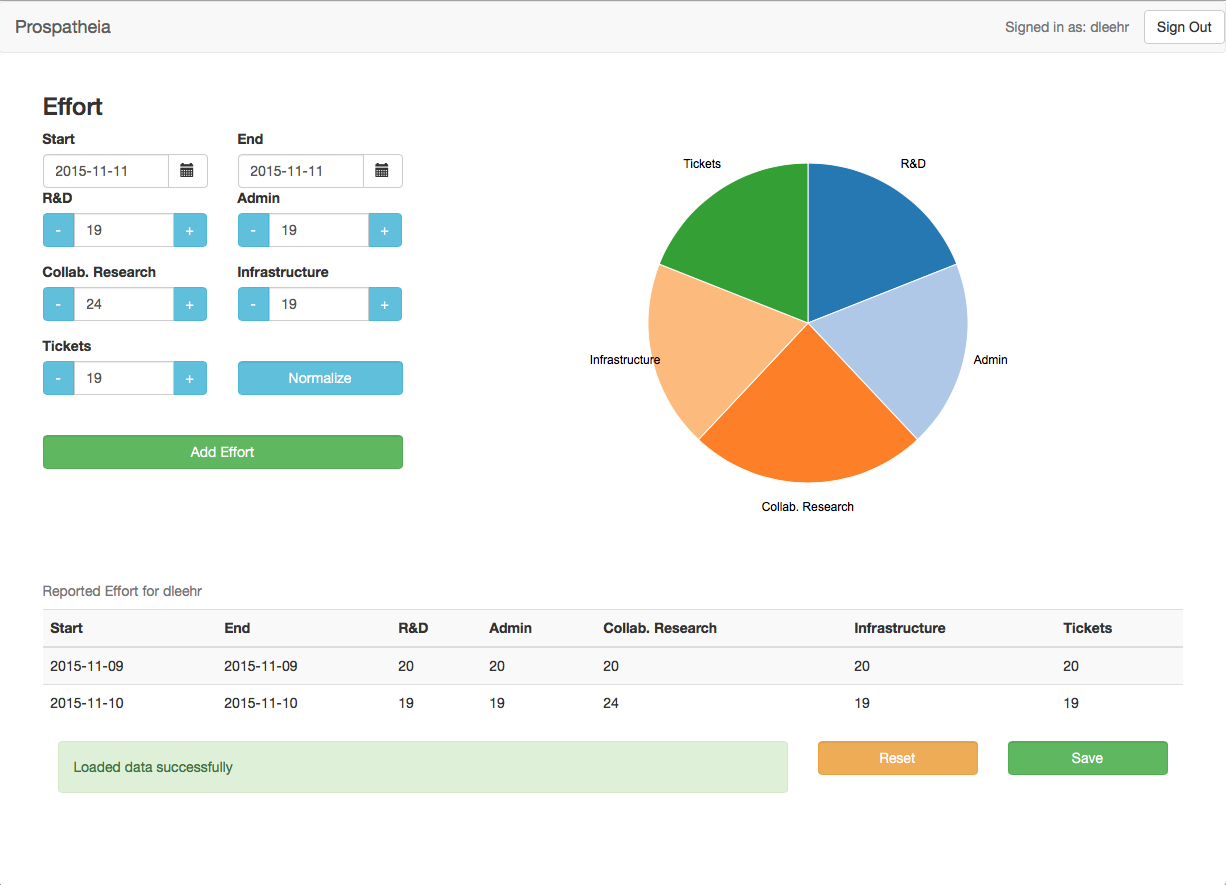 Prospatheia
Signed in as: dleehr
Sign Out
Effort
Start End
2015-11-11 2015-11-11
R&D Admin
- 19 + - 19 +
Collab. Research Infrastructure
- 24 + - 19 +
Tickets
- 19 + Normalize
Add Effort
Tickets R&D
Infrastructure Admin
Collab. Research
Reported Effort for dleehr
Start End R&D Admin Collab. Research Infrastructure Tickets
2015-11-09 2015-11-09 20 20 20 20 20
2015-11-10 2015-11-10 19 19 24 19 19
Loaded data successfully Reset Save